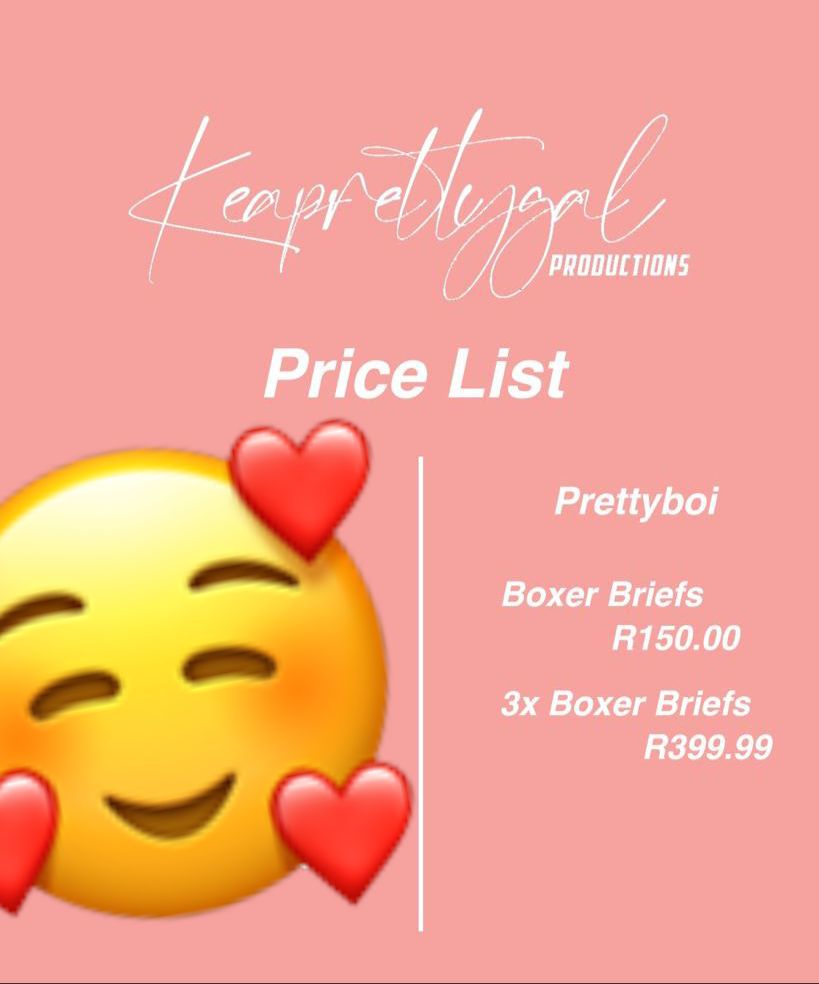 Keaprettygal
PRODUCTIONS
Price List
Prettyboi
Boxer Briefs
R150.00
3x Boxer Briefs
R399.99